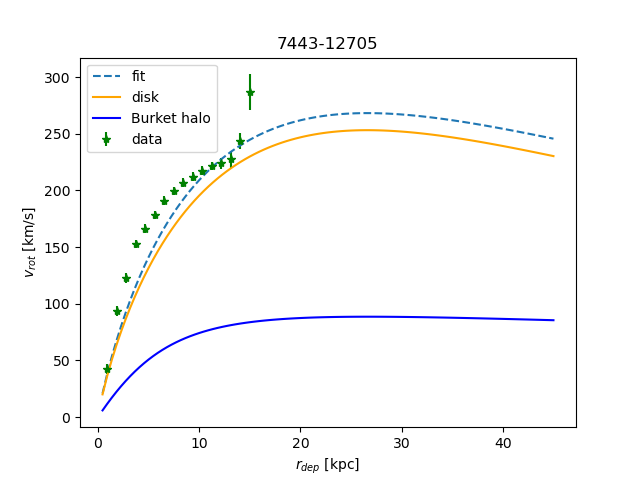 7443-12705
fit
disk
Burket halo
data
300
250
200
150
100
50
0
v_rot [km/s]
0 10 20 30 40
r_dep [kpc]